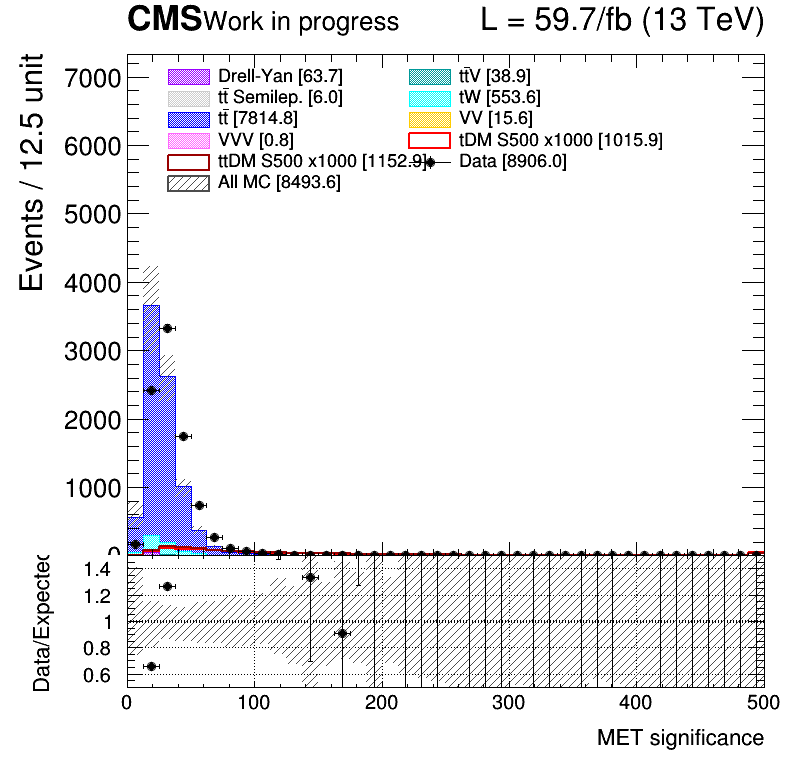 CMS Work in progress L = 59.7/fb (13 TeV)
Events / 12.5 unit
7000
6000
5000
4000
3000
2000
1000
0
Drell-Yan [63.7] tt̄V [38.9]
tt̄ Semilep. [6.0] tW [553.6]
tt̄ [7814.8] VV [15.6]
VVV [0.8] tDM S500 x1000 [1015.9]
ttDM S500 x1000 [1152.9] Data [8906.0]
All MC [8493.6]
Data/Expected
1.4
1.2
1
0.8
0.6
0 100 200 300 400 500
MET significance